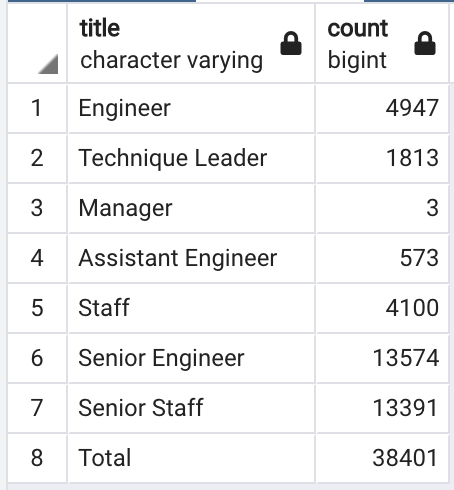 title count
character varying bigint
1 Engineer 4947
2 Technique Leader 1813
3 Manager 3
4 Assistant Engineer 573
5 Staff 4100
6 Senior Engineer 13574
7 Senior Staff 13391
8 Total 38401